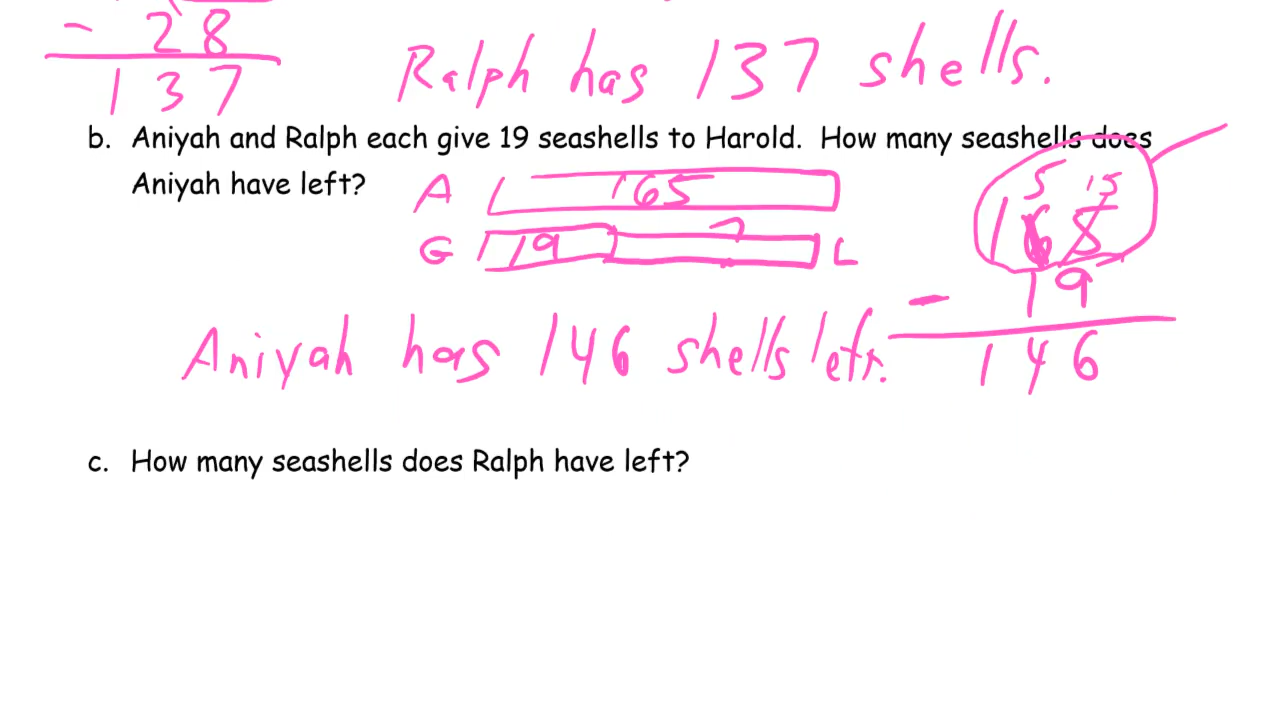 - 28
137
Ralph has 137 shells.
b. Aniyah and Ralph each give 19 seashells to Harold. How many seashells does
Aniyah have left?
A 165
G 19 ? L
5 15
165
- 19
146
Aniyah has 146 shells left.
c. How many seashells does Ralph have left?